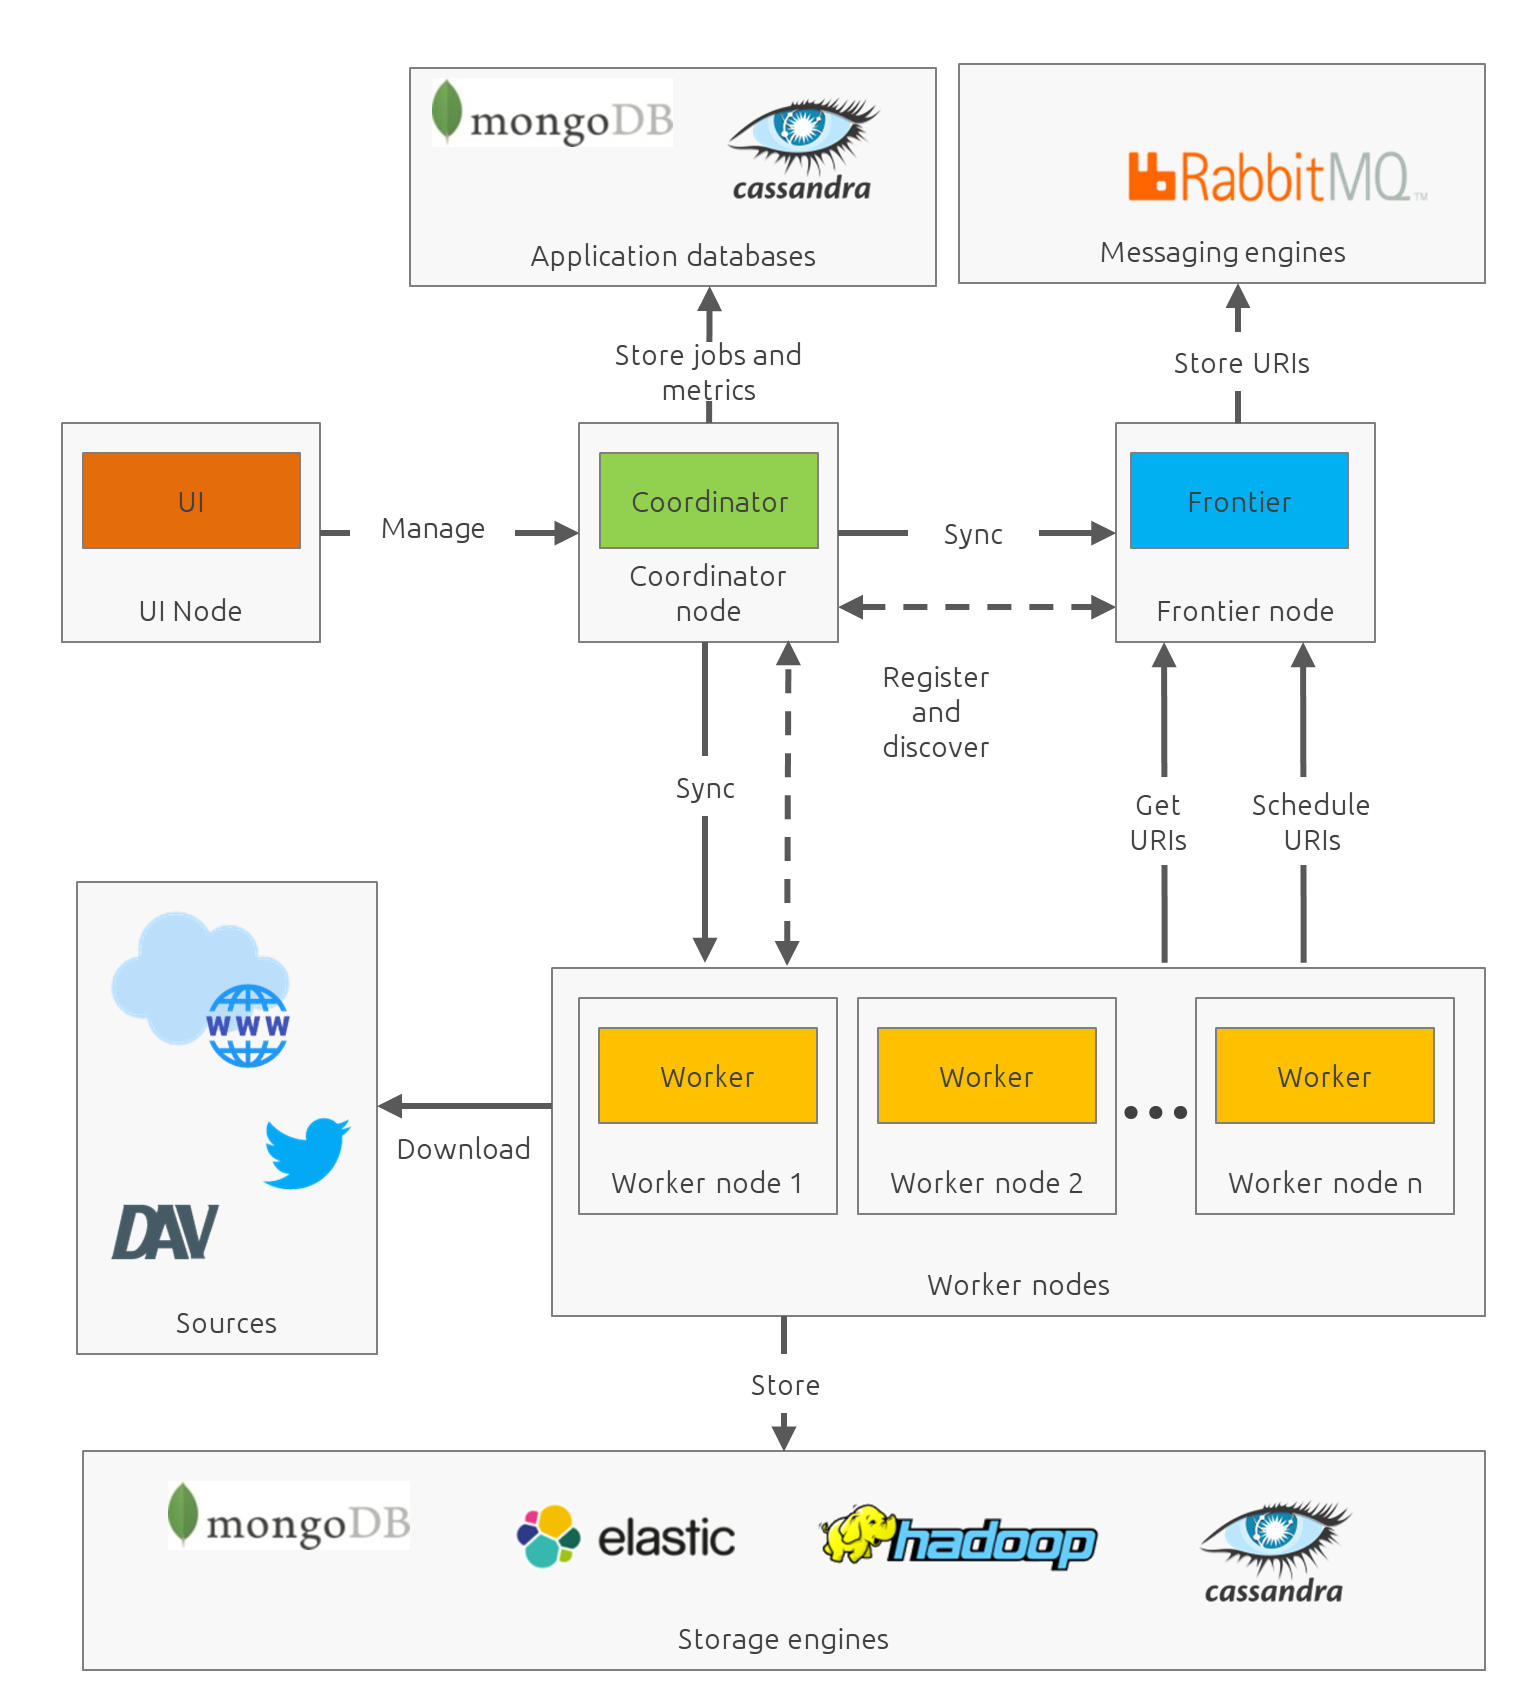 mongoDB
cassandra
Application databases
RabbitMQ™
Messaging engines
Store jobs and
metrics
Store URIs
UI
UI Node
Manage
Coordinator
Coordinator
node
Sync
Frontier
Frontier node
Register
and
discover
Sync
Get
URIs
Schedule
URIs
WWW
DAV
Sources
Download
Worker
Worker node 1
Worker
Worker node 2
Worker
Worker node n
Worker nodes
Store
mongoDB
elastic
hadoop
cassandra
Storage engines